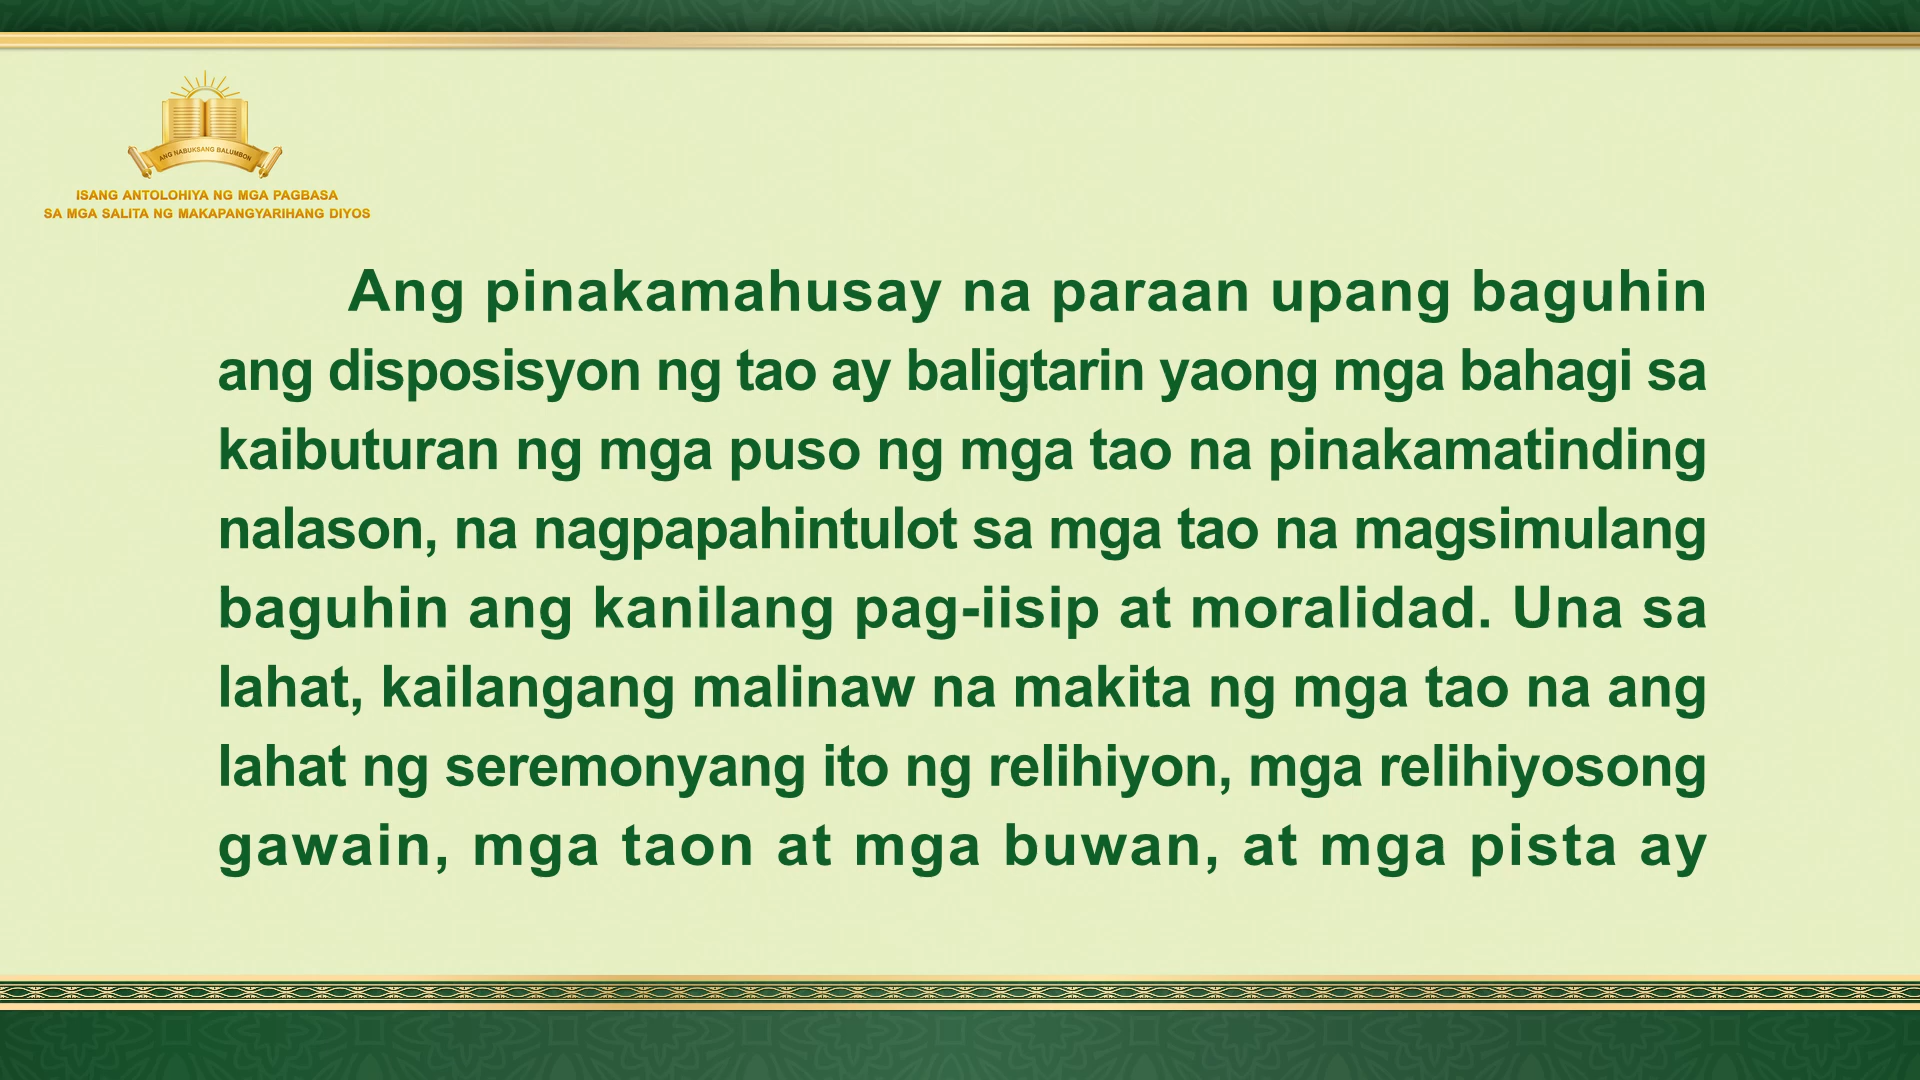 ANG NABUKSANG BALUMBON
ISANG ANTOLOHIYA NG MGA PAGBASA
SA MGA SALITA NG MAKAPANGYARIHANG DIYOS
Ang pinakamahusay na paraan upang baguhin
ang disposisyon ng tao ay baligtarin yaong mga bahagi sa
kaibuturan ng mga puso ng mga tao na pinakamatinding
nalason, na nagpapahintulot sa mga tao na magsimulang
baguhin ang kanilang pag-iisip at moralidad. Una sa
lahat, kailangang malinaw na makita ng mga tao na ang
lahat ng seremonyang ito ng relihiyon, mga relihiyosong
gawain, mga taon at mga buwan, at mga pista ay